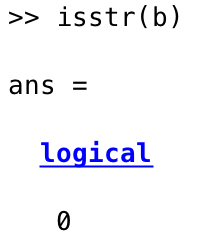 >> isstr(b)
ans =
logical
0